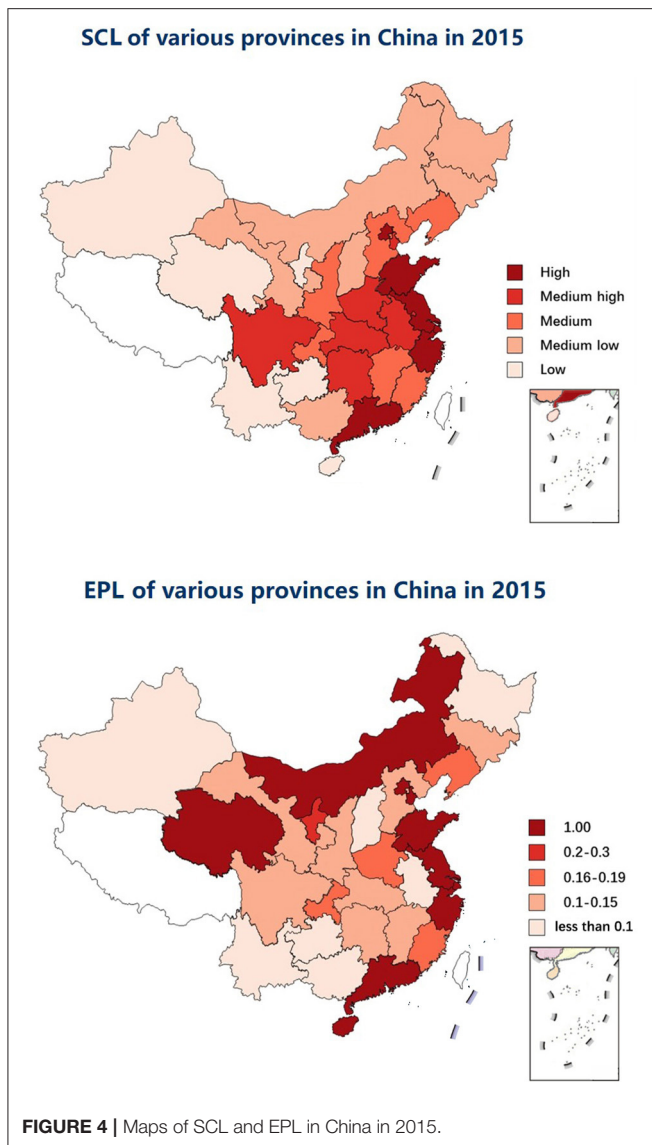 SCL of various provinces in China in 2015
High
Medium high
Medium
Medium low
Low
EPL of various provinces in China in 2015
1.00
0.2-0.3
0.16-0.19
0.1-0.15
less than 0.1
FIGURE 4 | Maps of SCL and EPL in China in 2015.